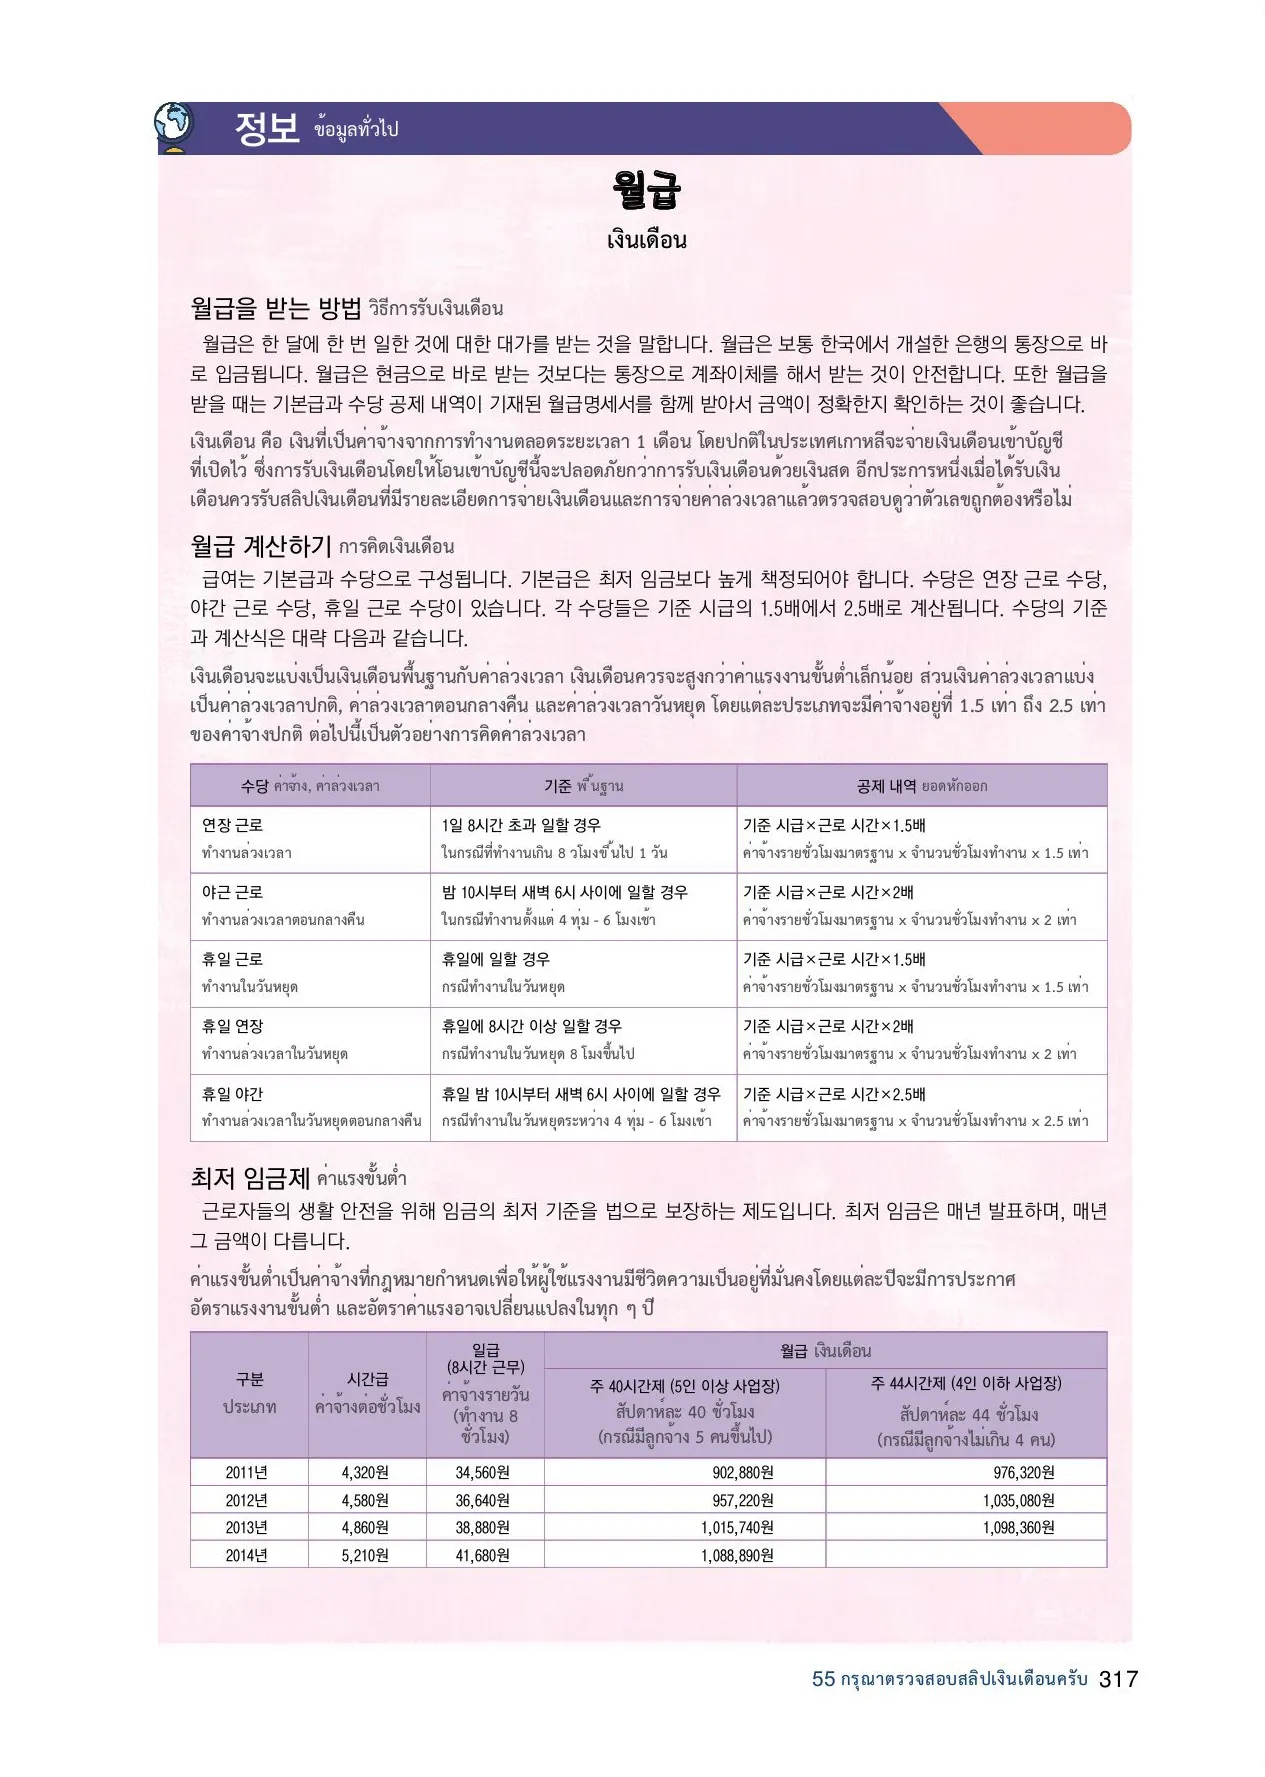 정보 ข้อมูลทั่วไป
월급
เงินเดือน
월급을 받는 방법 วิธีการรับเงินเดือน
월급은 한 달에 한 번 일한 것에 대한 대가를 받는 것을 말합니다. 월급은 보통 한국에서 개설한 은행의 통장으로 바
로 입금됩니다. 월급은 현금으로 바로 받는 것보다는 통장으로 계좌이체를 해서 받는 것이 안전합니다. 또한 월급을
받을 때는 기본급과 수당 공제 내역이 기재된 월급명세서를 함께 받아서 금액이 정확한지 확인하는 것이 좋습니다.
เงินเดือน คือ เงินที่เป็นค่าจ้างจากการทำงานตลอดระยะเวลา 1 เดือน โดยปกติในประเทศเกาหลีจะจ่ายเงินเดือนเข้าบัญชี
ที่เปิดไว้ ซึ่งการรับเงินเดือนโดยให้โอนเข้าบัญชีนี้จะปลอดภัยกว่าการรับเงินเดือนด้วยเงินสด อีกประการหนึ่งเมื่อได้รับเงิน
เดือนควรรับสลิปเงินเดือนที่มีรายละเอียดการจ่ายเงินเดือนและการจ่ายค่าล่วงเวลาแล้วตรวจสอบดูว่าตัวเลขถูกต้องหรือไม่
월급 계산하기 การคิดเงินเดือน
급여는 기본급과 수당으로 구성됩니다. 기본급은 최저 임금보다 높게 책정되어야 합니다. 수당은 연장 근로 수당,
야간 근로 수당, 휴일 근로 수당이 있습니다. 각 수당들은 기준 시급의 1.5배에서 2.5배로 계산됩니다. 수당의 기준
과 계산식은 대략 다음과 같습니다.
เงินเดือนจะแบ่งเป็นเงินเดือนพื้นฐานกับค่าล่วงเวลา เงินเดือนควรจะสูงกว่าค่าแรงงานขั้นต่ำเล็กน้อย ส่วนเงินค่าล่วงเวลาแบ่ง
เป็นค่าล่วงเวลาปกติ, ค่าล่วงเวลาตอนกลางคืน และค่าล่วงเวลาวันหยุด โดยแต่ละประเภทจะมีค่าจ้างอยู่ที่ 1.5 เท่า ถึง 2.5 เท่า
ของค่าจ้างปกติ ต่อไปนี้เป็นตัวอย่างการคิดค่าล่วงเวลา
수당 ค่าจ้าง, ค่าล่วงเวลา 기준 พื้นฐาน 공제 내역 ยอดหักออก
연장 근로 1일 8시간 초과 일할 경우 기준 시급×근로 시간×1.5배
ทำงานล่วงเวลา ในกรณีที่ทำงานเกิน 8 วโมงขึ้นไป 1 วัน ค่าจ้างรายชั่วโมงมาตรฐาน x จำนวนชั่วโมงทำงาน x 1.5 เท่า
야근 근로 밤 10시부터 새벽 6시 사이에 일할 경우 기준 시급×근로 시간×2배
ทำงานล่วงเวลาตอนกลางคืน ในกรณีทำงานตั้งแต่ 4 ทุ่ม - 6 โมงเช้า ค่าจ้างรายชั่วโมงมาตรฐาน x จำนวนชั่วโมงทำงาน x 2 เท่า
휴일 근로 휴일에 일할 경우 기준 시급×근로 시간×1.5배
ทำงานในวันหยุด กรณีทำงานในวันหยุด ค่าจ้างรายชั่วโมงมาตรฐาน x จำนวนชั่วโมงทำงาน x 1.5 เท่า
휴일 연장 휴일에 8시간 이상 일할 경우 기준 시급×근로 시간×2배
ทำงานล่วงเวลาในวันหยุด กรณีทำงานในวันหยุด 8 โมงขึ้นไป ค่าจ้างรายชั่วโมงมาตรฐาน x จำนวนชั่วโมงทำงาน x 2 เท่า
휴일 야간 휴일 밤 10시부터 새벽 6시 사이에 일할 경우 기준 시급×근로 시간×2.5배
ทำงานล่วงเวลาในวันหยุดตอนกลางคืน กรณีทำงานในวันหยุดระหว่าง 4 ทุ่ม - 6 โมงเช้า ค่าจ้างรายชั่วโมงมาตรฐาน x จำนวนชั่วโมงทำงาน x 2.5 เท่า
최저 임금제 ค่าแรงขั้นต่ำ
근로자들의 생활 안전을 위해 임금의 최저 기준을 법으로 보장하는 제도입니다. 최저 임금은 매년 발표하며, 매년
그 금액이 다릅니다.
ค่าแรงขั้นต่ำเป็นค่าจ้างที่กฎหมายกำหนดเพื่อให้ผู้ใช้แรงงานมีชีวิตความเป็นอยู่ที่มั่นคงโดยแต่ละปีจะมีการประกาศ
อัตราแรงงานขั้นต่ำ และอัตราค่าแรงอาจเปลี่ยนแปลงในทุก ๆ ปี
구분
ประเภท
시간급
ค่าจ้างต่อชั่วโมง
일급
(8시간 근무)
ค่าจ้างรายวัน
(ทำงาน 8
ชั่วโมง)
월급 เงินเดือน
주 40시간제 (5인 이상 사업장)
สัปดาห์ละ 40 ชั่วโมง
(กรณีมีลูกจ้าง 5 คนขึ้นไป)
주 44시간제 (4인 이하 사업장)
สัปดาห์ละ 44 ชั่วโมง
(กรณีมีลูกจ้างไม่เกิน 4 คน)
2011년 4,320원 34,560원 902,880원 976,320원
2012년 4,580원 36,640원 957,220원 1,035,080원
2013년 4,860원 38,880원 1,015,740원 1,098,360원
2014년 5,210원 41,680원 1,088,890원
55 กรุณาตรวจสอบสลิปเงินเดือนครับ 317